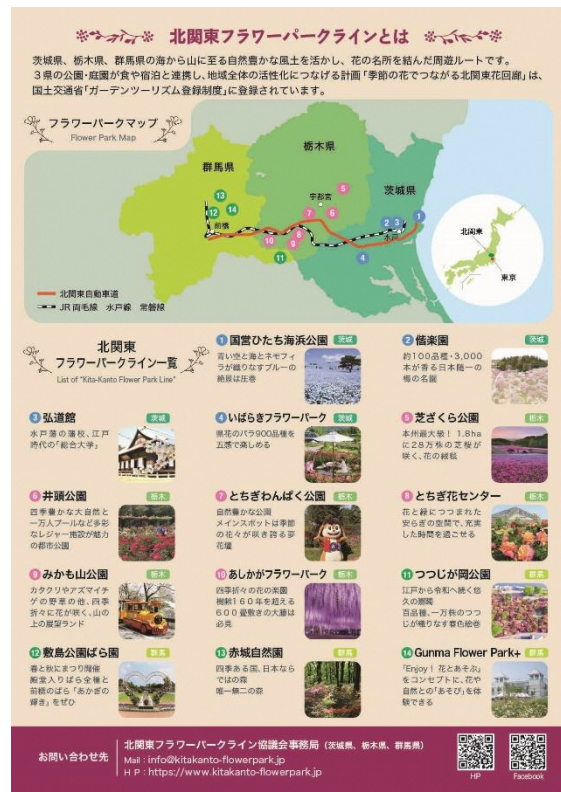 北関東フラワーパークラインとは
茨城県、栃木県、群馬県の海から山に至る自然豊かな風土を活かし、花の名所を結んだ周遊ルートです。
3県の公園・庭園が食や宿泊と連携し、地域全体の活性化につなげる計画「季節の花でつながる北関東花回廊」は、
国土交通省「ガーデンツーリズム登録制度」に登録されています。
フラワーパークマップ
Flower Park Map
栃木県
群馬県
茨城県
宇都宮
前橋
水戸
1
2
3
4
5
6
7
8
9
10
11
12
13
14
北関東
東京
北関東自動車道
JR両毛線 水戸線 常磐線
北関東
フラワーパークライン一覧
List of "Kita-Kanto Flower Park Line"
1 国営ひたち海浜公園 茨城
青い空と海とネモフィ
ラが織りなすブルーの
絶景は圧巻
2 偕楽園 茨城
約100品種・3,000
本が香る日本随一の
梅の名園
3 弘道館 茨城
水戸藩の藩校、江戸
時代の「総合大学」
4 いばらきフラワーパーク 茨城
県花のバラ900品種を
五感で楽しめる
5 芝ざくら公園 栃木
本州最大級！1.8ha
に25万株の芝桜が
咲く、花の絨毯
6 井頭公園 栃木
四季豊かな大自然と
一万人プールなど多彩
なレジャー施設が魅力
の都市公園
7 とちぎわんぱく公園 栃木
自然豊かな公園
メインスポットは季節
の花々が咲き誇る夢
花壇
8 とちぎ花センター 栃木
花と緑につつまれた
安らぎの空間で、充実
した時間を過ごせる
9 みかも山公園 栃木
カタクリやアズマイチ
ゲの野草の他、四季
折々に花が咲く、山の
上の展望ランド
10 あしかがフラワーパーク 栃木
四季折々の花の楽園
樹齢160年を超える
600畳敷きの大藤は
必見
11 つつじが岡公園 群馬
江戸から令和へ続く悠
久の樹園
百品種、一万株のつつ
じが織りなす春色絵巻
12 敷島公園ばら園 群馬
春と秋にまつり開催
殿堂入りばら全種と
前橋のばら「あかぎの
輝き」をぜひ
13 赤城自然園 群馬
四季ある国、日本なら
ではの森
唯一無二の森
14 Gunma Flower Park+ 群馬
「Enjoy！花とあそぶ」
をコンセプトに、花や
自然との「あそび」を体
験できる
お問い合わせ先
北関東フラワーパークライン協議会事務局（茨城県、栃木県、群馬県）
Mail：info@kitakanto-flowerpark.jp
HP：https://www.kitakanto-flowerpark.jp
HP
Facebook